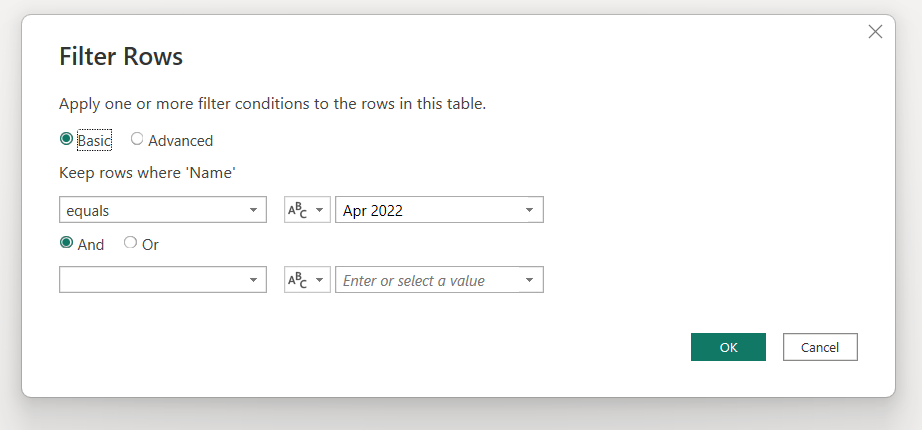 Filter Rows
Apply one or more filter conditions to the rows in this table.
Basic Advanced
Keep rows where 'Name'
equals ABC Apr 2022
And Or
ABC Enter or select a value
OK Cancel